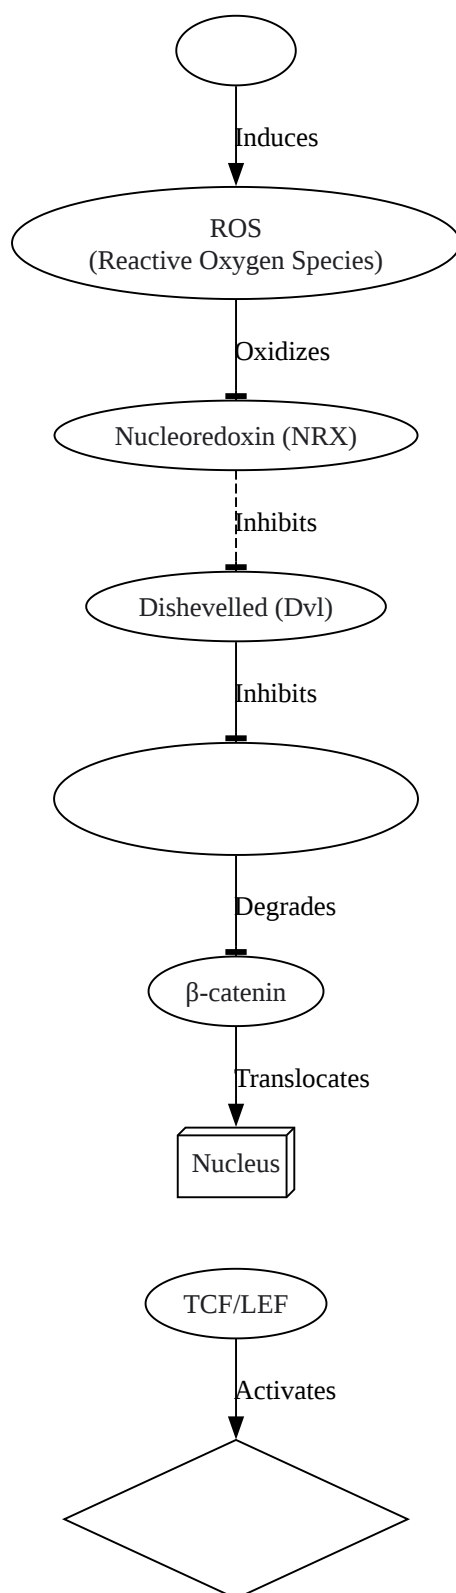 Induces
ROS
(Reactive Oxygen Species)
Oxidizes
Nucleoredoxin (NRX)
Inhibits
Dishevelled (Dvl)
Inhibits
Degrades
β-catenin
Translocates
Nucleus
TCF/LEF
Activates